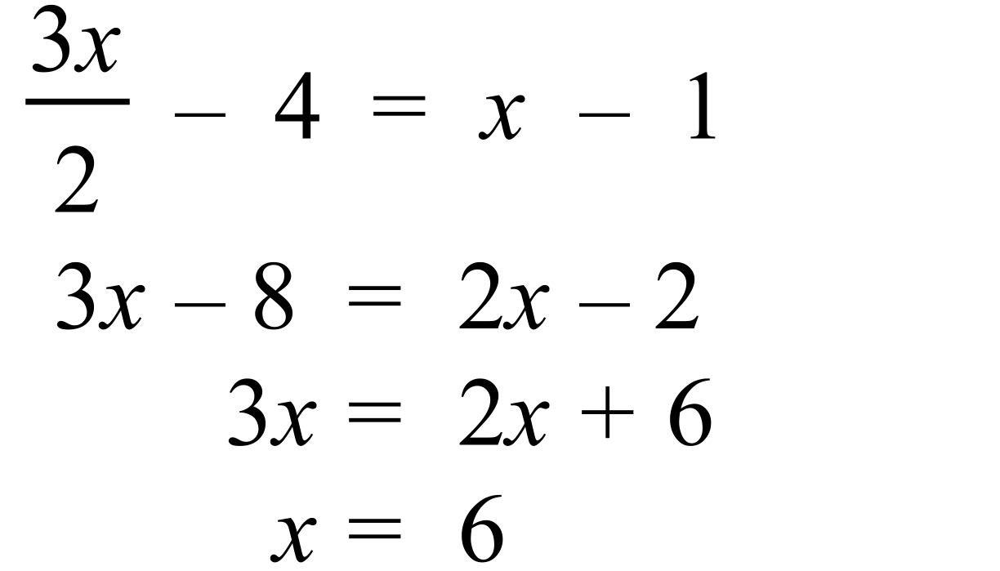 3x/2 − 4 = x − 1
3x − 8 = 2x − 2
3x = 2x + 6
x = 6